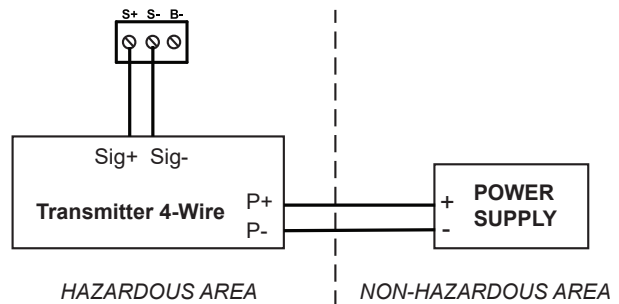 S+ S- B-
Sig+ Sig-
Transmitter 4-Wire
P+
P-
+
-
POWER
SUPPLY
HAZARDOUS AREA
NON-HAZARDOUS AREA